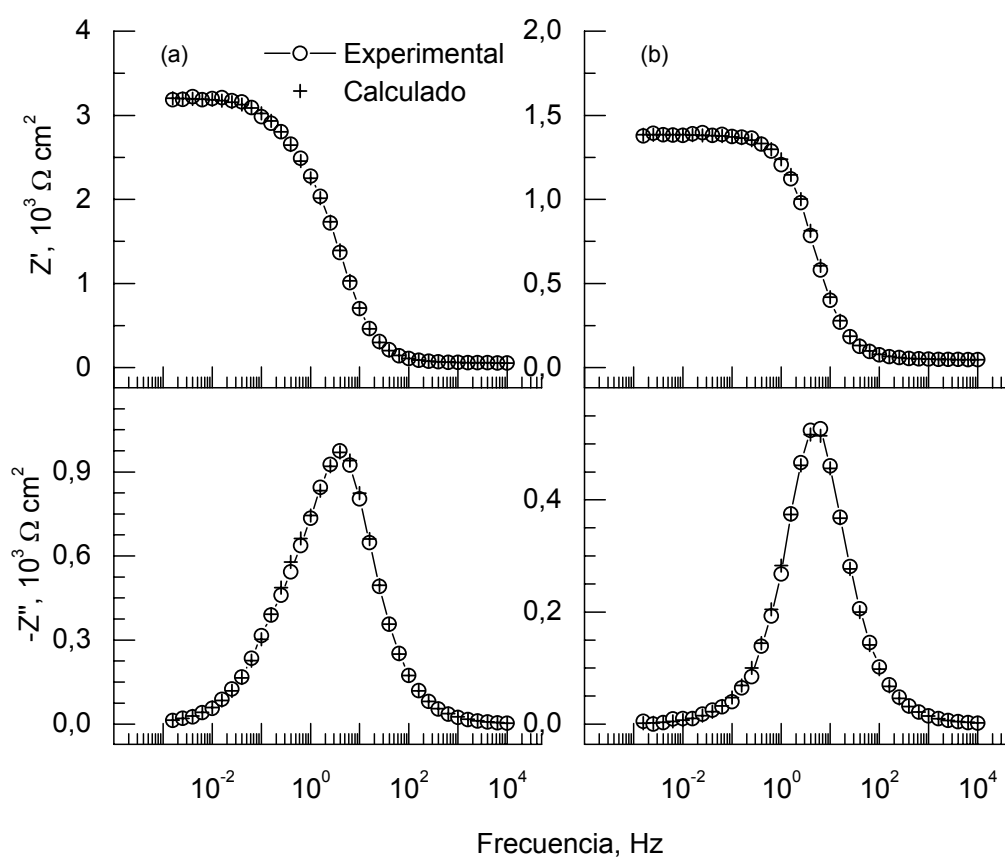 (a)
Experimental
Calculado
(b)
4
3
2
1
0
Z', 10³ Ω cm²
2,0
1,5
1,0
0,5
0,0
0,9
0,6
0,3
0,0
-Z'', 10³ Ω cm²
0,4
0,2
0,0
10⁻² 10⁰ 10² 10⁴
10⁻² 10⁰ 10² 10⁴
Frecuencia, Hz